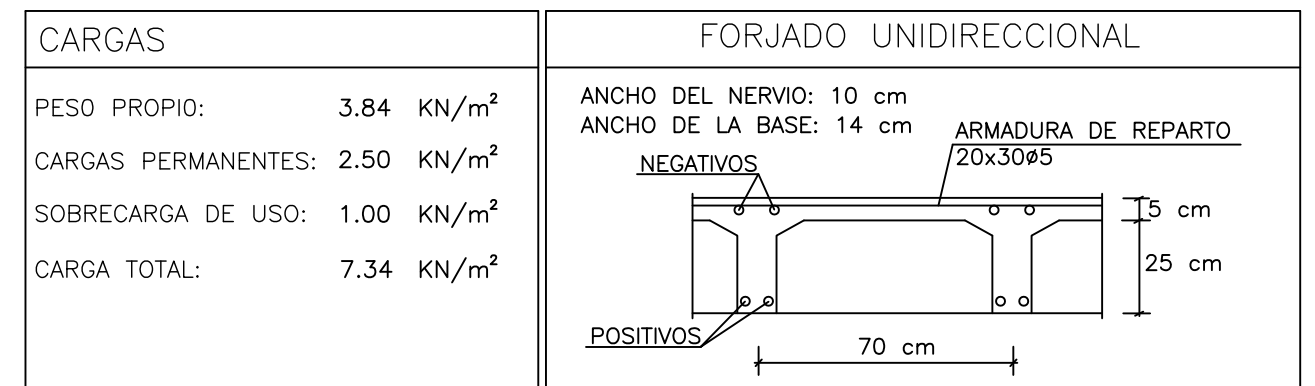 CARGAS
PESO PROPIO: 3.84 KN/m²
CARGAS PERMANENTES: 2.50 KN/m²
SOBRECARGA DE USO: 1.00 KN/m²
CARGA TOTAL: 7.34 KN/m²
FORJADO UNIDIRECCIONAL
ANCHO DEL NERVIO: 10 cm
ANCHO DE LA BASE: 14 cm
ARMADURA DE REPARTO
20x30ø5
NEGATIVOS
5 cm
25 cm
POSITIVOS
70 cm